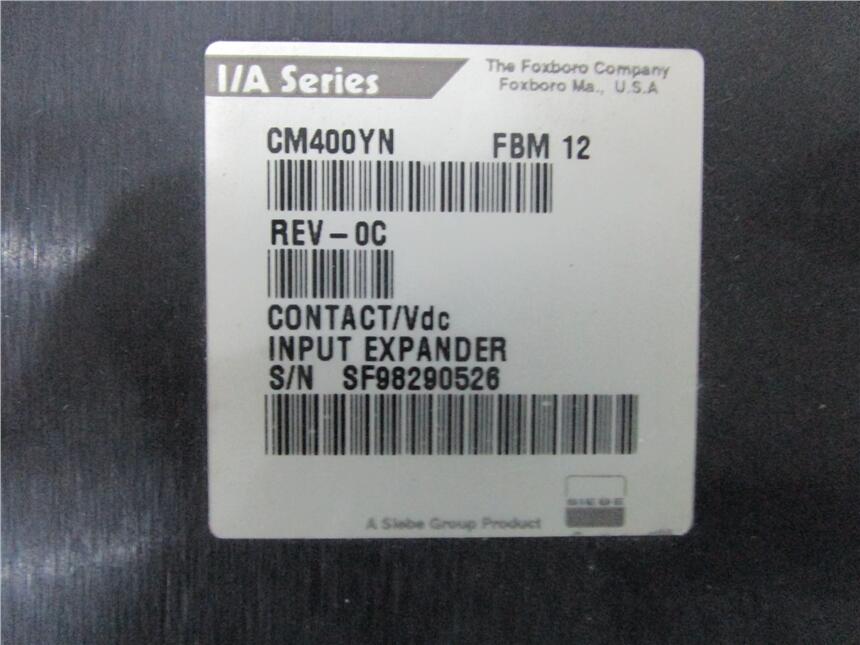 I/A Series
The Foxboro Company
Foxboro Ma., U.S.A
CM400YN FBM 12
REV-0C
CONTACT/Vdc
INPUT EXPANDER
S/N SF98290526
A Siebe Group Product
SIEBE